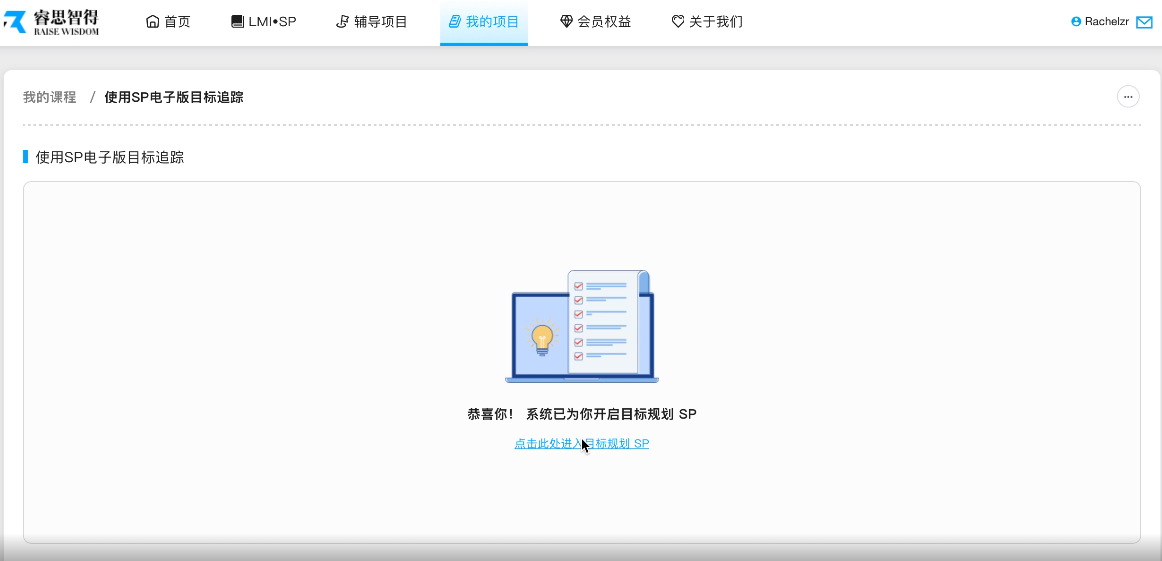 睿思智得
RAISE WISDOM
首页 LMI•SP 辅导项目 我的项目 会员权益 关于我们 Rachelzr
我的课程 / 使用SP电子版目标追踪
使用SP电子版目标追踪
恭喜你！ 系统已为你开启目标规划 SP
点击此处进入目标规划 SP